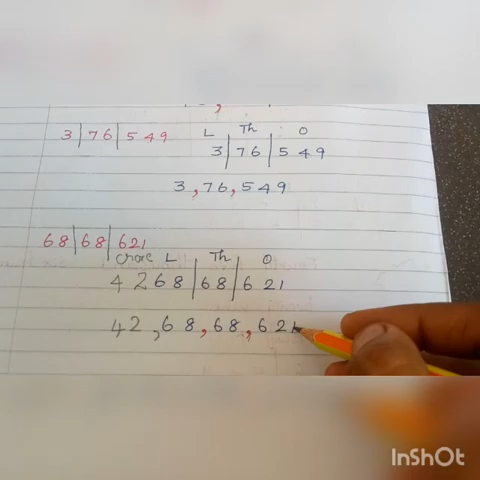 3|76|549
L Th O
3|76|549
3,76,549
68|68|621
Crore L Th O
4268|68|621
42,68,68,621
InShOt